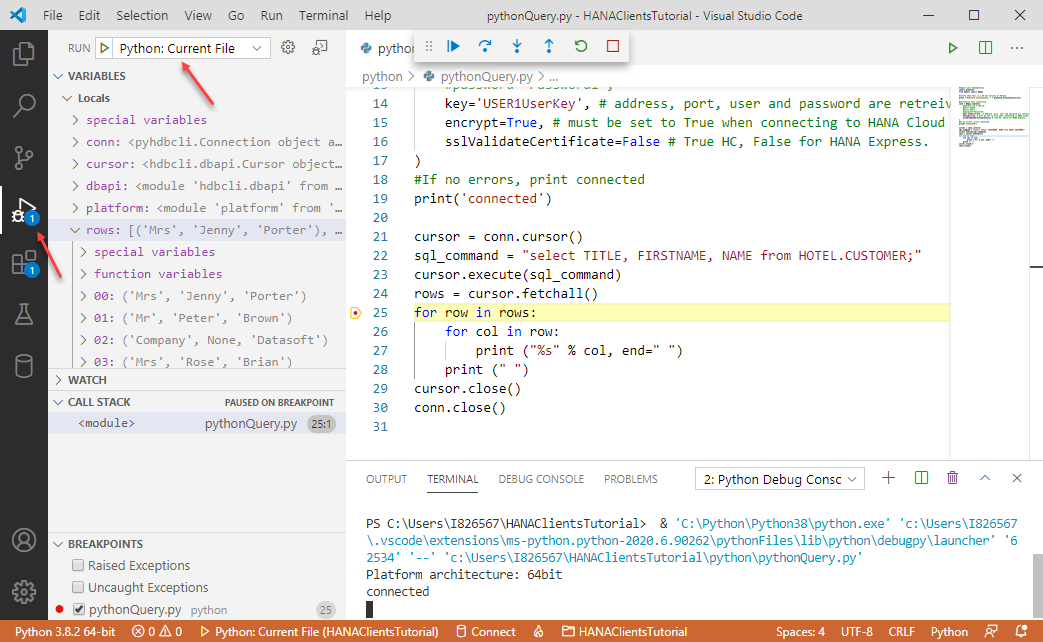 File Edit Selection View Go Run Terminal Help pythonQuery.py - HANAClientsTutorial - Visual Studio Code
RUN Python: Current File
VARIABLES
Locals
special variables
conn: <pyhdbcli.Connection object a…
cursor: <hdbcli.dbapi.Cursor object…
dbapi: <module 'hdbcli.dbapi' from …
platform: <module 'platform' from '…
rows: [('Mrs', 'Jenny', 'Porter'), …
special variables
function variables
00: ('Mrs', 'Jenny', 'Porter')
01: ('Mr', 'Peter', 'Brown')
02: ('Company', None, 'Datasoft')
03: ('Mrs', 'Rose', 'Brian')
WATCH
CALL STACK PAUSED ON BREAKPOINT
<module> pythonQuery.py 25:1
BREAKPOINTS
Raised Exceptions
Uncaught Exceptions
pythonQuery.py python 25
1
1
python > pythonQuery.py > ...
14 key='USER1UserKey', # address, port, user and password are retreiv
15 encrypt=True, # must be set to True when connecting to HANA Cloud
16 sslValidateCertificate=False # True HC, False for HANA Express.
17 )
18 #If no errors, print connected
19 print('connected')
20
21 cursor = conn.cursor()
22 sql_command = "select TITLE, FIRSTNAME, NAME from HOTEL.CUSTOMER;"
23 cursor.execute(sql_command)
24 rows = cursor.fetchall()
25 for row in rows:
26 for col in row:
27 print ("%s" % col, end=" ")
28 print (" ")
29 cursor.close()
30 conn.close()
31
OUTPUT TERMINAL DEBUG CONSOLE PROBLEMS 2: Python Debug Consc
PS C:\Users\I826567\HANAClientsTutorial> & 'C:\Python\Python38\python.exe' 'c:\Users\I826567
\.vscode\extensions\ms-python.python-2020.6.90262\pythonFiles\lib\python\debugpy\launcher' '6
2534' '--' 'c:\Users\I826567\HANAClientsTutorial\python\pythonQuery.py'
Platform architecture: 64bit
connected
Python 3.8.2 64-bit 0 0 Python: Current File (HANAClientsTutorial) Connect HANAClientsTutorial Spaces: 4 UTF-8 CRLF Python